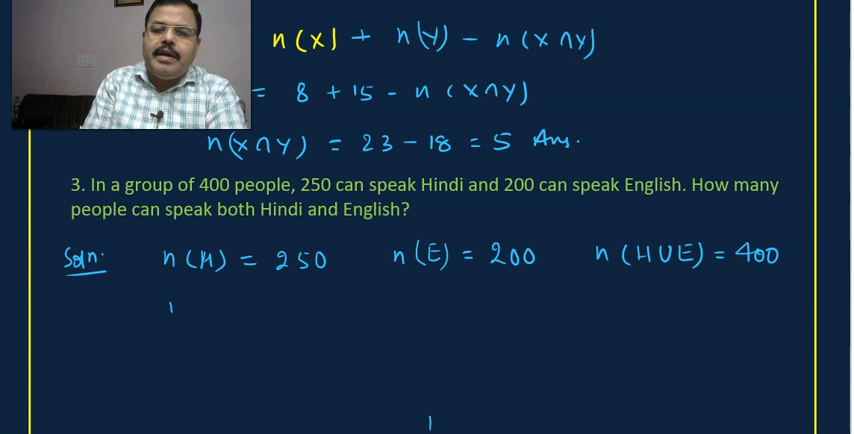 n(X) + n(Y) - n(X∩Y)
= 8 + 15 - n(X∩Y)
n(X∩Y) = 23 - 18 = 5 Ans.
3. In a group of 400 people, 250 can speak Hindi and 200 can speak English. How many
people can speak both Hindi and English?
Soln. n(H) = 250 n(E) = 200 n(HUE) = 400